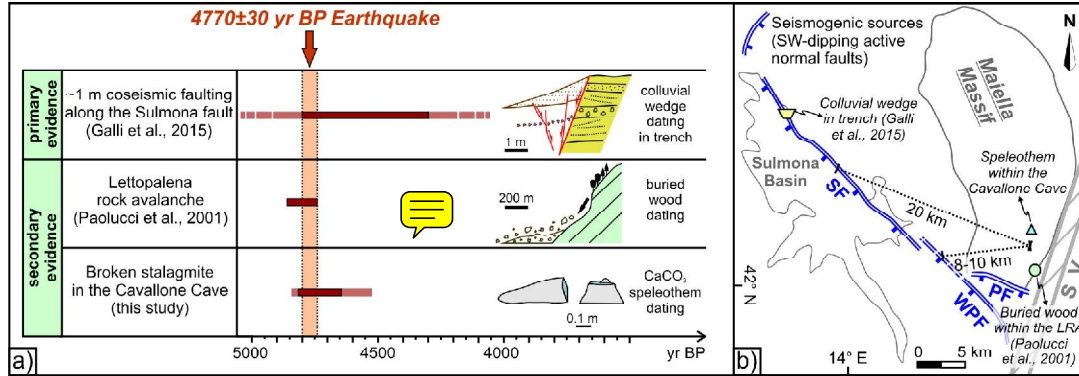 4770±30 yr BP Earthquake
primary
evidence
~1 m coseismic faulting
along the Sulmona fault
(Galli et al., 2015)
1 m
colluvial
wedge
dating
in trench
secondary
evidence
Lettopalena
rock avalanche
(Paolucci et al., 2001)
200 m
buried
wood
dating
Broken stalagmite
in the Cavallone Cave
(this study)
0.1 m
CaCO₃
speleothem
dating
5000
4500
4000
yr BP
a)
Seismogenic sources
(SW-dipping active
normal faults)
N
Maiella
Massif
Colluvial wedge
in trench (Galli
et al., 2015)
Sulmona
Basin
SF
Speleothem
within the
Cavallone Cave
20 km
8-10 km
42° N
PF
WPF
S V
Buried wood
within the LRA
(Paolucci
et al., 2001)
14° E
0 5 km
b)